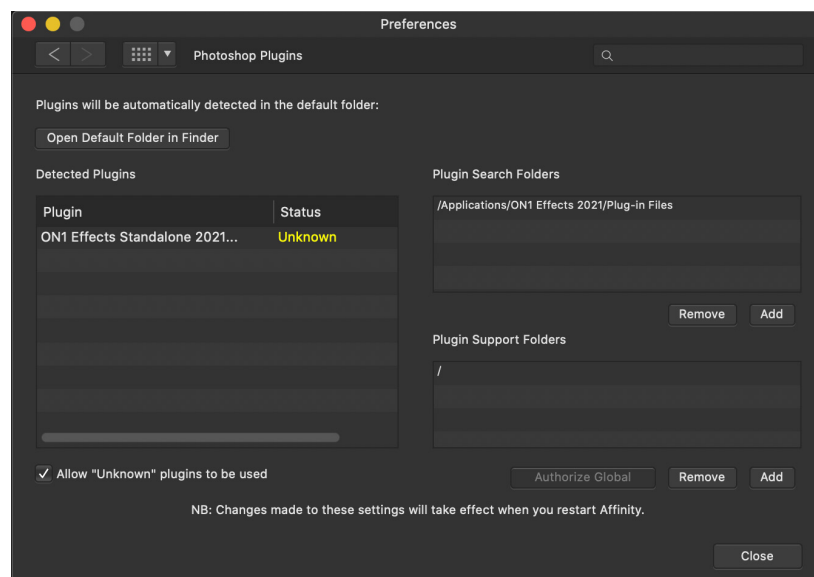 Preferences
Photoshop Plugins
Plugins will be automatically detected in the default folder:
Open Default Folder in Finder
Detected Plugins
Plugin Status
ON1 Effects Standalone 2021... Unknown
Plugin Search Folders
/Applications/ON1 Effects 2021/Plug-in Files
Remove Add
Plugin Support Folders
/
Allow "Unknown" plugins to be used
Authorize Global Remove Add
NB: Changes made to these settings will take effect when you restart Affinity.
Close